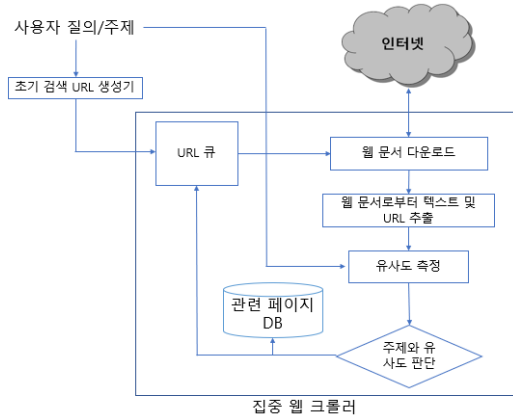 사용자 질의/주제
인터넷
초기 검색 URL 생성기
URL 큐
웹 문서 다운로드
웹 문서로부터 텍스트 및
URL 추출
유사도 측정
관련 페이지
DB
주제와 유
사도 판단
집중 웹 크롤러